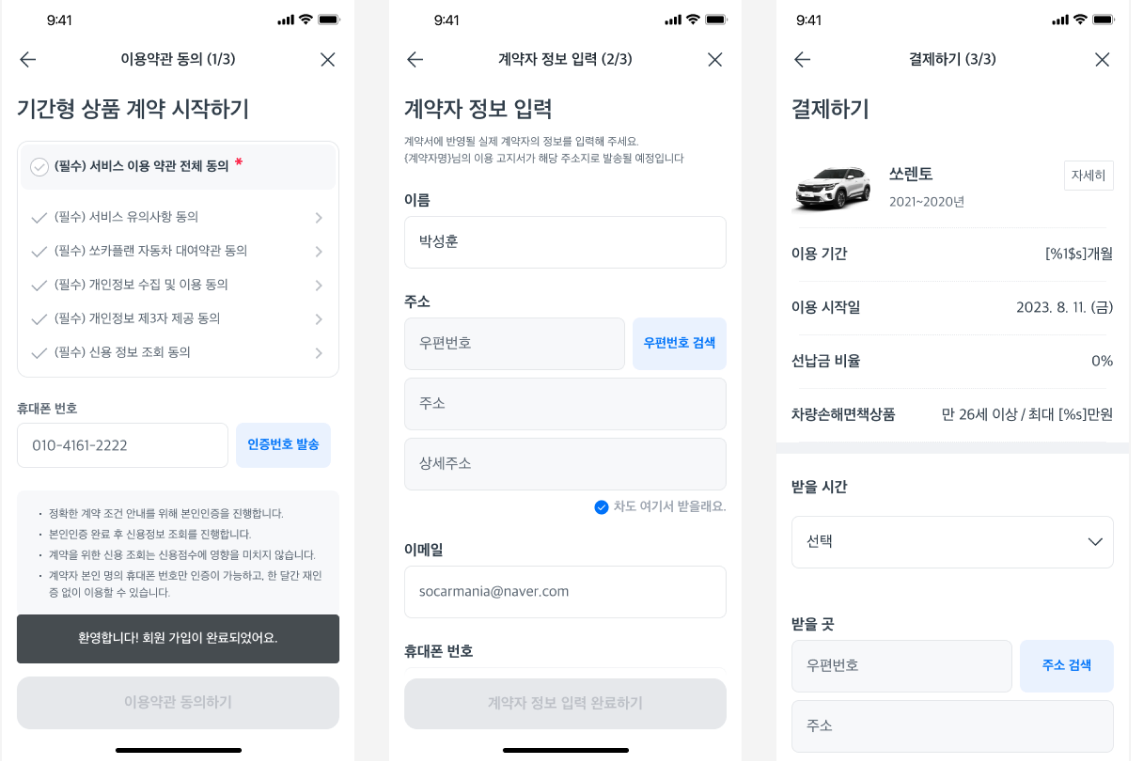 9:41
이용약관 동의 (1/3)
기간형 상품 계약 시작하기
(필수) 서비스 이용 약관 전체 동의 *
(필수) 서비스 유의사항 동의
(필수) 쏘카플랜 자동차 대여약관 동의
(필수) 개인정보 수집 및 이용 동의
(필수) 개인정보 제3자 제공 동의
(필수) 신용 정보 조회 동의
휴대폰 번호
010-4161-2222
인증번호 발송
• 정확한 계약 조건 안내를 위해 본인인증을 진행합니다.
• 본인인증 완료 후 신용정보 조회를 진행합니다.
• 계약을 위한 신용 조회는 신용점수에 영향을 미치지 않습니다.
• 계약자 본인 명의 휴대폰 번호만 인증이 가능하고, 한 달간 재인
증 없이 이용할 수 있습니다.
환영합니다! 회원 가입이 완료되었어요.
이용약관 동의하기
9:41
계약자 정보 입력 (2/3)
계약자 정보 입력
계약서에 반영될 실제 계약자의 정보를 입력해 주세요.
{계약자명}님의 이용 고지서가 해당 주소지로 발송될 예정입니다
이름
박성훈
주소
우편번호
우편번호 검색
주소
상세주소
차도 여기서 받을래요.
이메일
socarmania@naver.com
휴대폰 번호
계약자 정보 입력 완료하기
9:41
결제하기 (3/3)
결제하기
쏘렌토
자세히
2021~2020년
이용 기간
[%1$s]개월
이용 시작일
2023. 8. 11. (금)
선납금 비율
0%
차량손해면책상품
만 26세 이상 / 최대 [%s]만원
받을 시간
선택
받을 곳
우편번호
주소 검색
주소